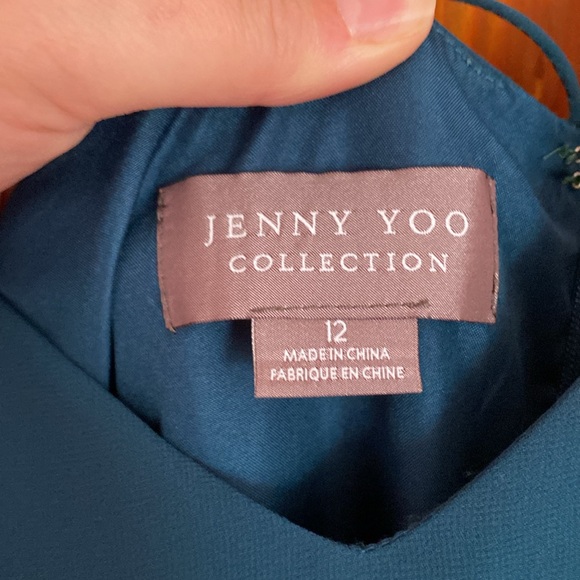 JENNY YOO
COLLECTION
12
MADE IN CHINA
FABRIQUE EN CHINE